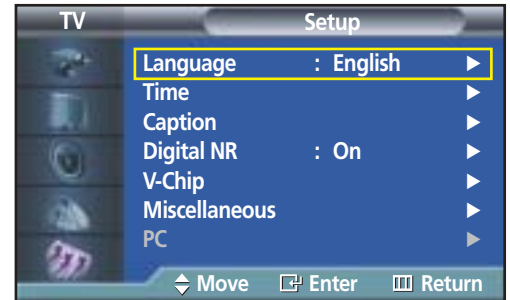 TV Setup
Language : English ▶
Time ▶
Caption ▶
Digital NR : On ▶
V-Chip ▶
Miscellaneous ▶
PC ▶
Move Enter Return